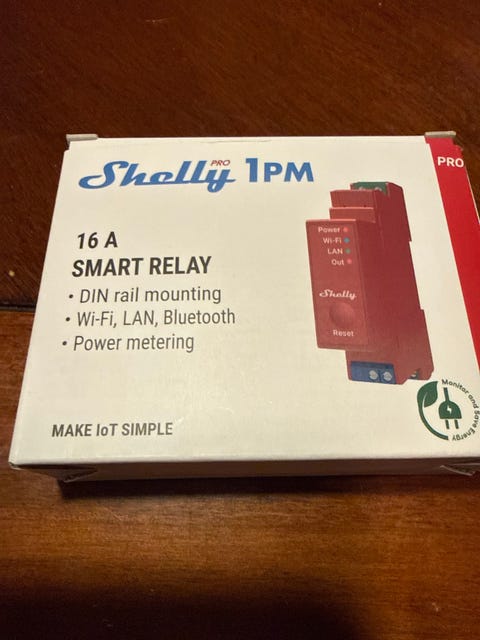 Shelly PRO 1PM
PRO
16 A
SMART RELAY
• DIN rail mounting
• Wi-Fi, LAN, Bluetooth
• Power metering
Power
Wi-Fi
LAN
Out
Shelly
Reset
Monitor and Save Energy
MAKE IoT SIMPLE